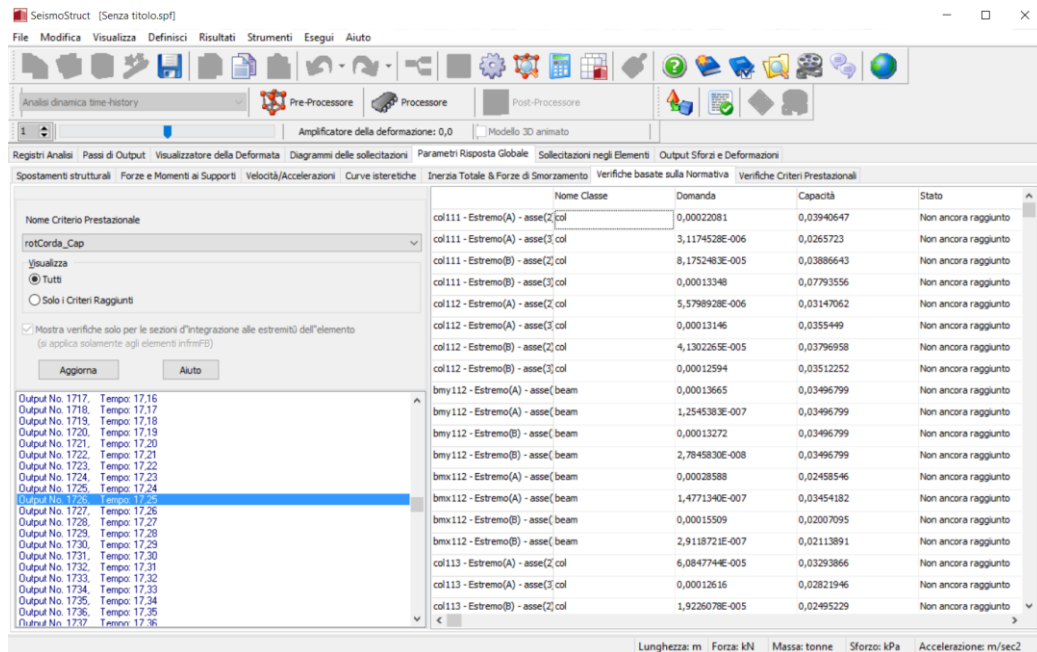 SeismoStruct [Senza titolo.spf]
File Modifica Visualizza Definisci Risultati Strumenti Esegui Aiuto
Analisi dinamica time-history Pre-Processore Processore Post-Processore
1 Amplificatore della deformazione: 0,0 Modello 3D animato
Registri Analisi Passi di Output Visualizzatore della Deformata Diagrammi delle sollecitazioni Parametri Risposta Globale Sollecitazioni negli Elementi Output Sforzi e Deformazioni
Spostamenti strutturali Forze e Momenti ai Supporti Velocità/Accelerazioni Curve isteretiche Inerzia Totale & Forze di Smorzamento Verifiche basate sulla Normativa Verifiche Criteri Prestazionali
Nome Criterio Prestazionale
rotCorda_Cap
Visualizza
Tutti
Solo i Criteri Raggiunti
Mostra verifiche solo per le sezioni d"integrazione alle estremitŭ dell"elemento
(si applica solamente agli elementi infrmFB)
Aggiorna Aiuto
Output No. 1717, Tempo: 17,16
Output No. 1718, Tempo: 17,17
Output No. 1719, Tempo: 17,18
Output No. 1720, Tempo: 17,19
Output No. 1721, Tempo: 17,20
Output No. 1722, Tempo: 17,21
Output No. 1723, Tempo: 17,22
Output No. 1724, Tempo: 17,23
Output No. 1725, Tempo: 17,24
Output No. 1726, Tempo: 17,25
Output No. 1727, Tempo: 17,26
Output No. 1728, Tempo: 17,27
Output No. 1729, Tempo: 17,28
Output No. 1730, Tempo: 17,29
Output No. 1731, Tempo: 17,30
Output No. 1732, Tempo: 17,31
Output No. 1733, Tempo: 17,32
Output No. 1734, Tempo: 17,33
Output No. 1735, Tempo: 17,34
Output No. 1736, Tempo: 17,35
Output No. 1737 Tempo: 17,36
Nome Classe Domanda Capacità Stato
col111 - Estremo(A) - asse(2) col 0,00022081 0,03940647 Non ancora raggiunto
col111 - Estremo(A) - asse(3) col 3,1174528E-006 0,0265723 Non ancora raggiunto
col111 - Estremo(B) - asse(2) col 8,1752483E-005 0,03886643 Non ancora raggiunto
col111 - Estremo(B) - asse(3) col 0,00013348 0,07793556 Non ancora raggiunto
col112 - Estremo(A) - asse(2) col 5,5798928E-006 0,03147062 Non ancora raggiunto
col112 - Estremo(A) - asse(3) col 0,00013146 0,0355449 Non ancora raggiunto
col112 - Estremo(B) - asse(2) col 4,1302265E-005 0,03796958 Non ancora raggiunto
col112 - Estremo(B) - asse(3) col 0,00012594 0,03512252 Non ancora raggiunto
bmy112 - Estremo(A) - asse( beam 0,00013665 0,03496799 Non ancora raggiunto
bmy112 - Estremo(A) - asse( beam 1,2545383E-007 0,03496799 Non ancora raggiunto
bmy112 - Estremo(B) - asse( beam 0,00013272 0,03496799 Non ancora raggiunto
bmy112 - Estremo(B) - asse( beam 2,7845830E-008 0,03496799 Non ancora raggiunto
bmx112 - Estremo(A) - asse( beam 0,00028588 0,02458546 Non ancora raggiunto
bmx112 - Estremo(A) - asse( beam 1,4771340E-007 0,03454182 Non ancora raggiunto
bmx112 - Estremo(B) - asse( beam 0,00015509 0,02007095 Non ancora raggiunto
bmx112 - Estremo(B) - asse( beam 2,9118721E-007 0,02113891 Non ancora raggiunto
col113 - Estremo(A) - asse(2) col 6,0847744E-005 0,03293866 Non ancora raggiunto
col113 - Estremo(A) - asse(3) col 0,00012616 0,02821946 Non ancora raggiunto
col113 - Estremo(B) - asse(2) col 1,9226078E-005 0,02495229 Non ancora raggiunto
Lunghezza: m Forza: kN Massa: tonne Sforzo: kPa Accelerazione: m/sec2